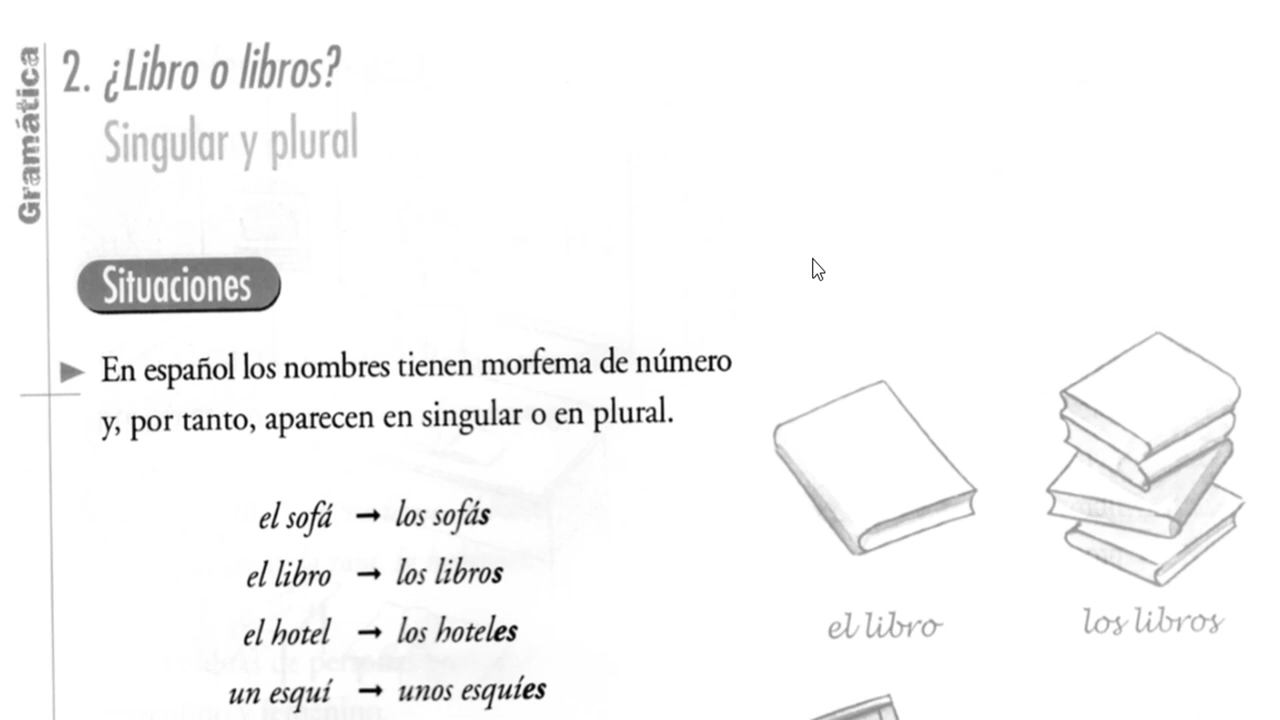 Gramática
2. ¿Libro o libros?
Singular y plural
Situaciones
En español los nombres tienen morfema de número
y, por tanto, aparecen en singular o en plural.
el sofá → los sofás
el libro → los libros
el hotel → los hoteles
un esquí → unos esquíes
el libro
los libros